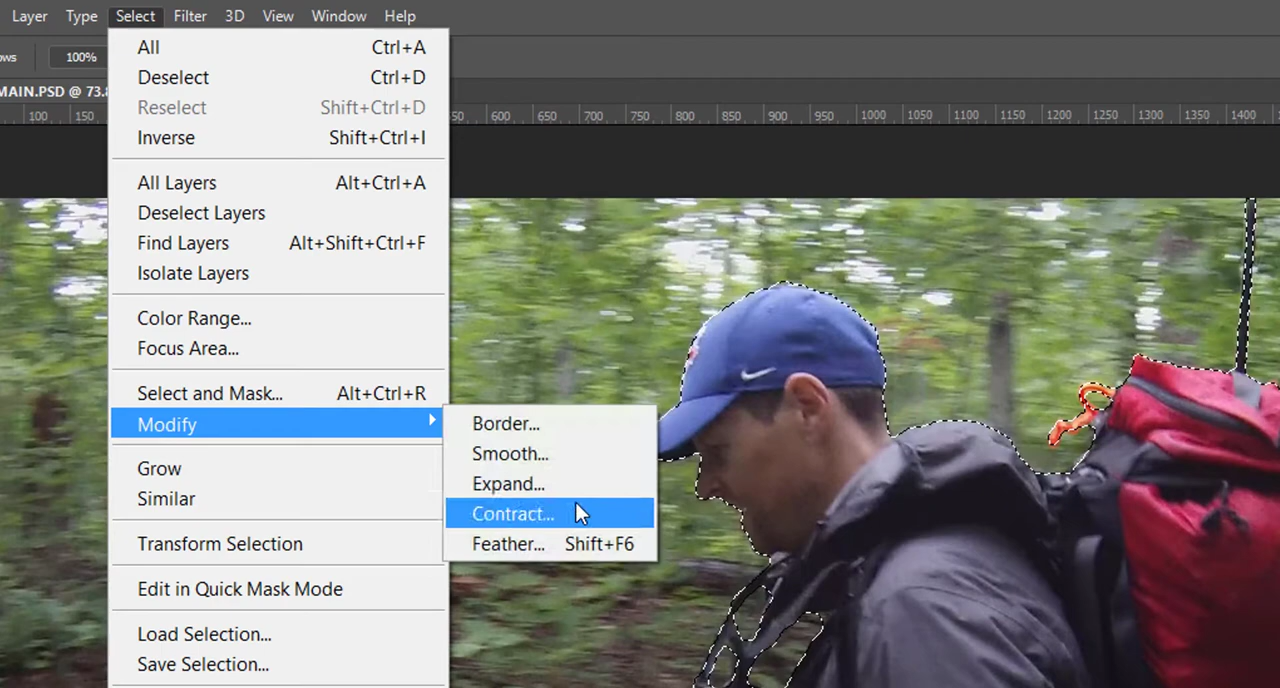 Layer Type Select Filter 3D View Window Help
ows 100%
MAIN.PSD @ 73.8
100 150 550 600 650 700 750 800 850 900 950 1000 1050 1100 1150 1200 1250 1300 1350 1400
All Ctrl+A
Deselect Ctrl+D
Reselect Shift+Ctrl+D
Inverse Shift+Ctrl+I
All Layers Alt+Ctrl+A
Deselect Layers
Find Layers Alt+Shift+Ctrl+F
Isolate Layers
Color Range...
Focus Area...
Select and Mask... Alt+Ctrl+R
Modify
Border...
Smooth...
Expand...
Contract...
Feather... Shift+F6
Grow
Similar
Transform Selection
Edit in Quick Mask Mode
Load Selection...
Save Selection...